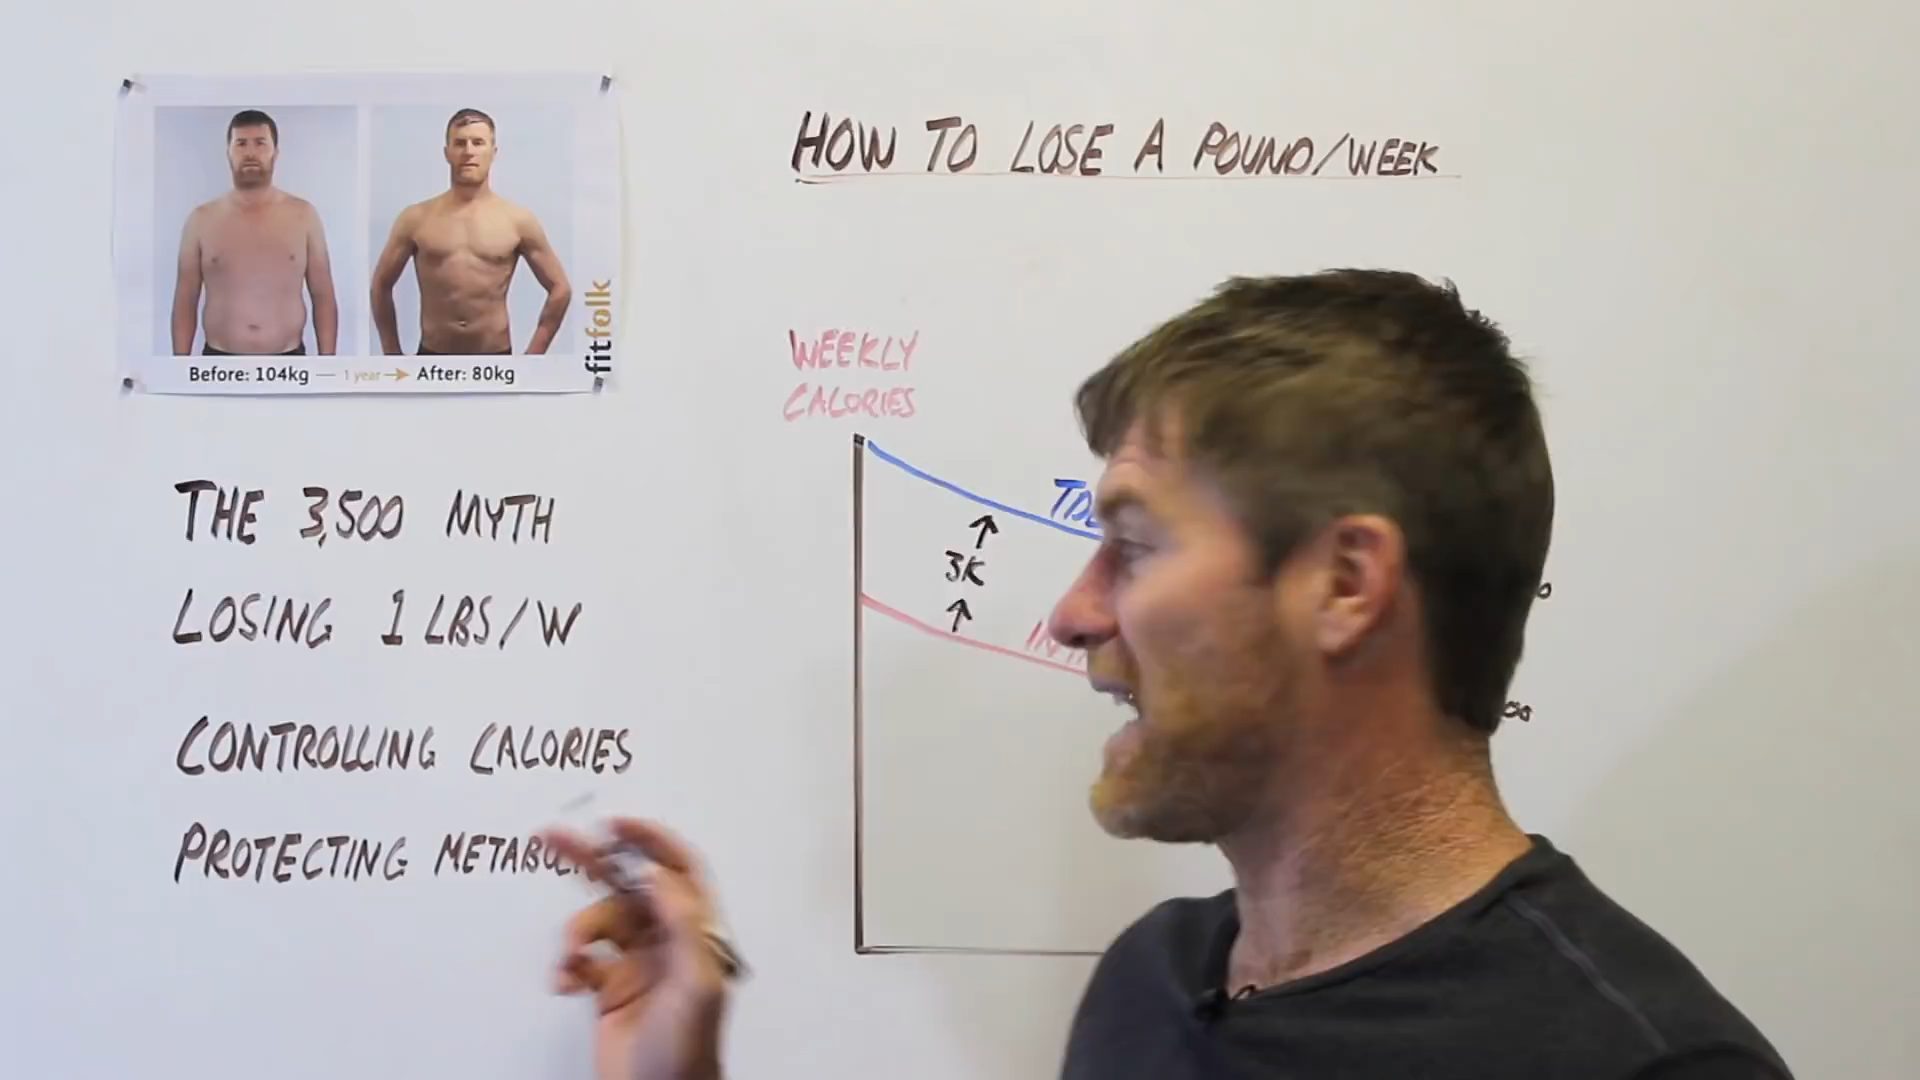 HOW TO LOSE A POUND/WEEK
fitfolk
Before: 104kg — 1 year → After: 80kg
WEEKLY
CALORIES
THE 3,500 MYTH
LOSING 1 LBS/W
CONTROLLING CALORIES
PROTECTING
3K